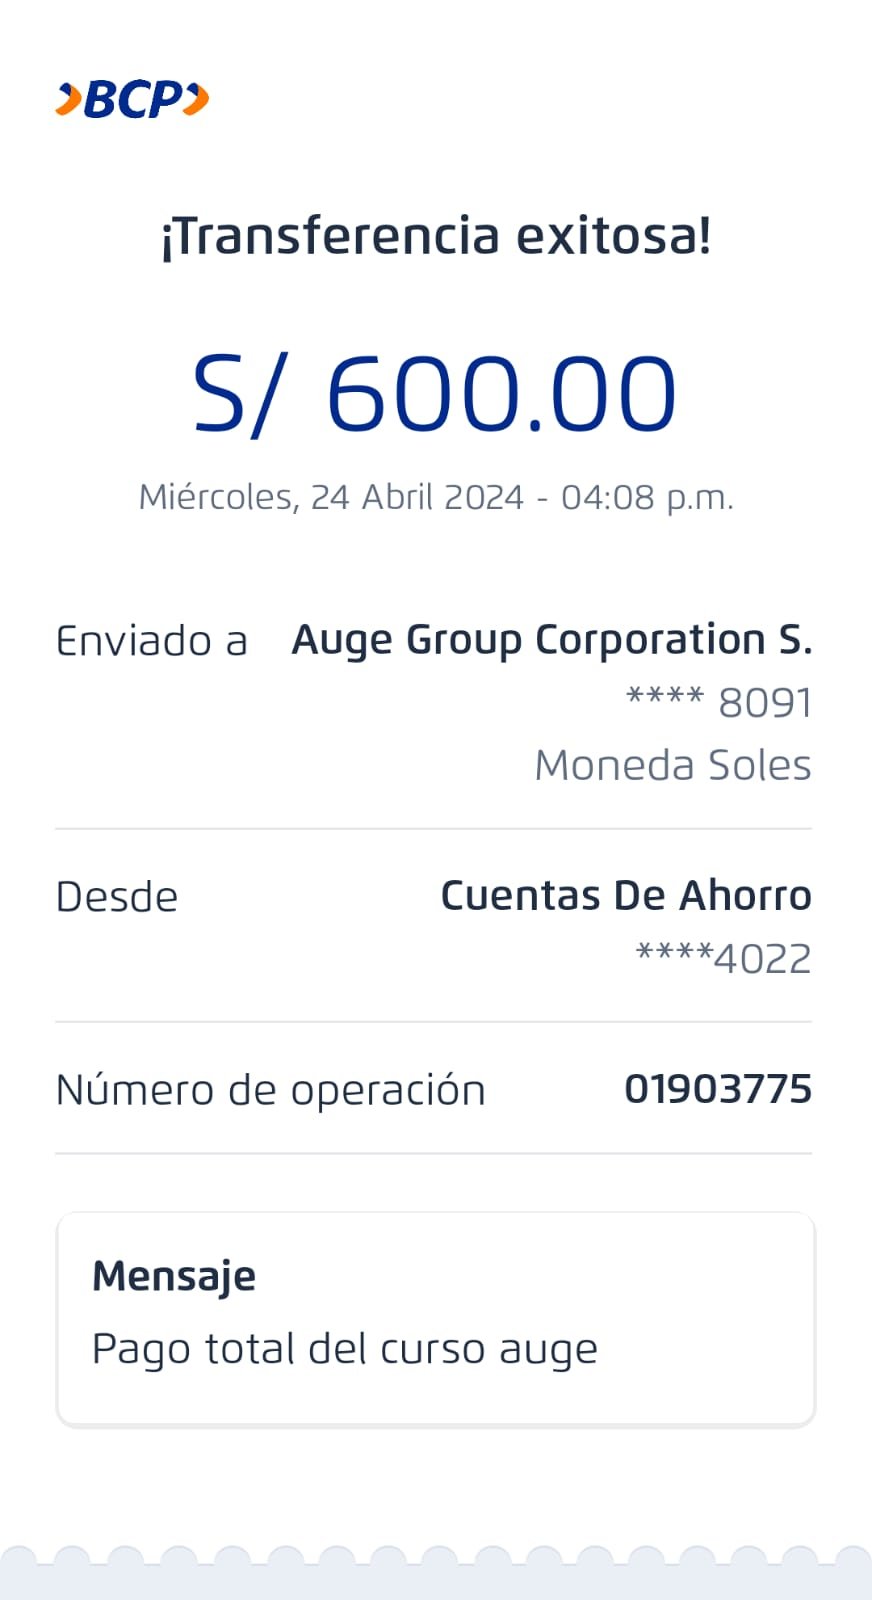 BCP
¡Transferencia exitosa!
S/ 600.00
Miércoles, 24 Abril 2024 - 04:08 p.m.
Enviado a Auge Group Corporation S.
**** 8091
Moneda Soles
Desde Cuentas De Ahorro
****4022
Número de operación 01903775
Mensaje
Pago total del curso auge